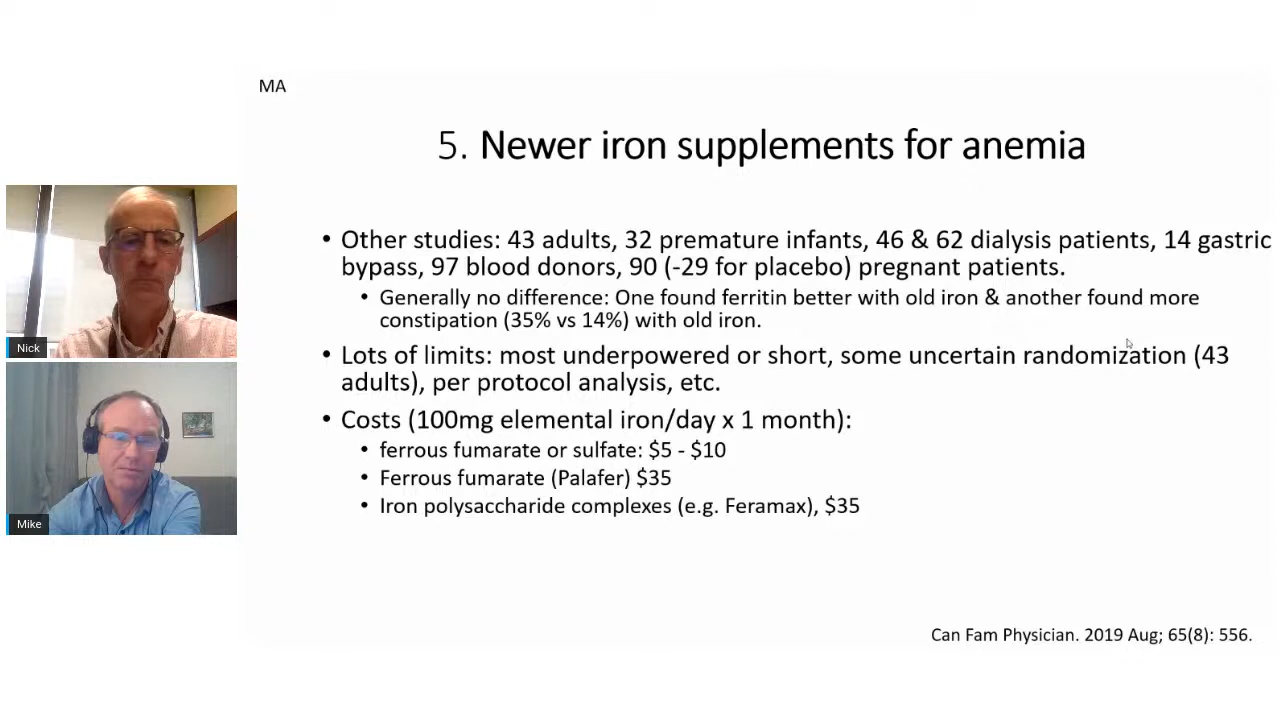 MA
5. Newer iron supplements for anemia
• Other studies: 43 adults, 32 premature infants, 46 & 62 dialysis patients, 14 gastric
bypass, 97 blood donors, 90 (-29 for placebo) pregnant patients.
• Generally no difference: One found ferritin better with old iron & another found more
constipation (35% vs 14%) with old iron.
• Lots of limits: most underpowered or short, some uncertain randomization (43
adults), per protocol analysis, etc.
• Costs (100mg elemental iron/day x 1 month):
• ferrous fumarate or sulfate: $5 - $10
• Ferrous fumarate (Palafer) $35
• Iron polysaccharide complexes (e.g. Feramax), $35
Can Fam Physician. 2019 Aug; 65(8): 556.
Nick
Mike